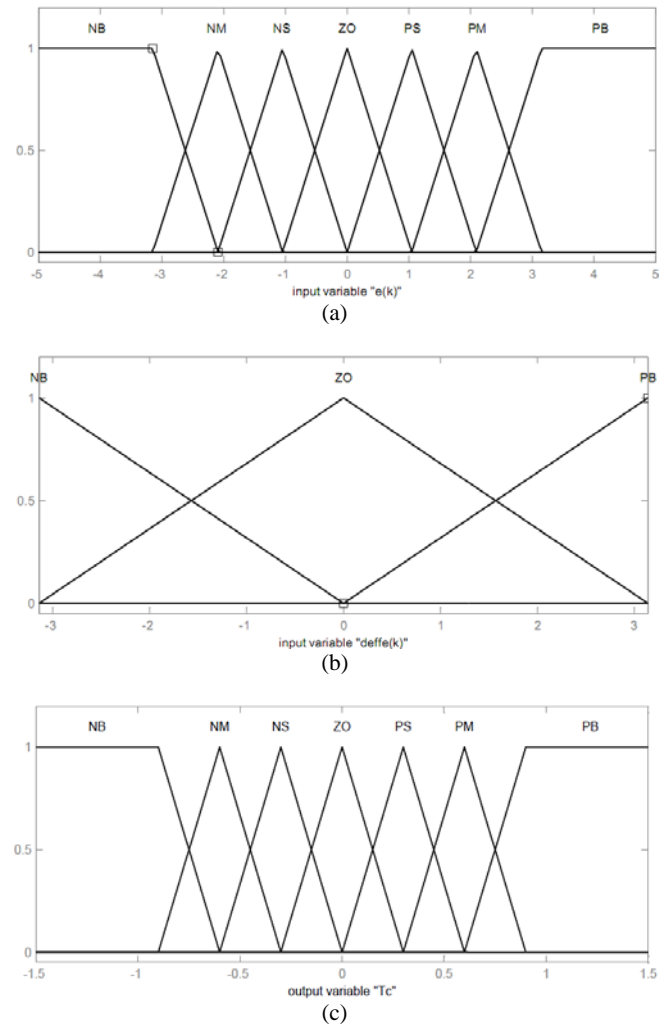 NB NM NS ZO PS PM PB
1
0.5
0
-5 -4 -3 -2 -1 0 1 2 3 4 5
input variable "e(k)"
(a)
NB ZO PB
1
0.5
0
-3 -2 -1 0 1 2 3
input variable "deffe(k)"
(b)
NB NM NS ZO PS PM PB
1
0.5
0
-1.5 -1 -0.5 0 0.5 1 1.5
output variable "Tc"
(c)